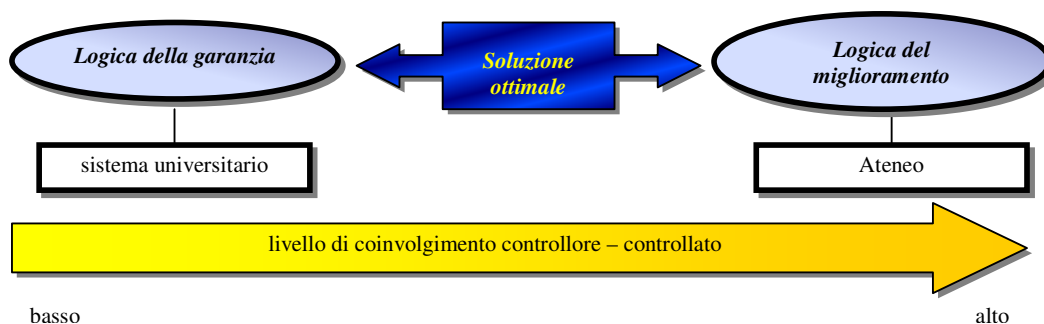 Logica della garanzia
Soluzione
ottimale
Logica del
miglioramento
sistema universitario
Ateneo
livello di coinvolgimento controllore – controllato
basso
alto